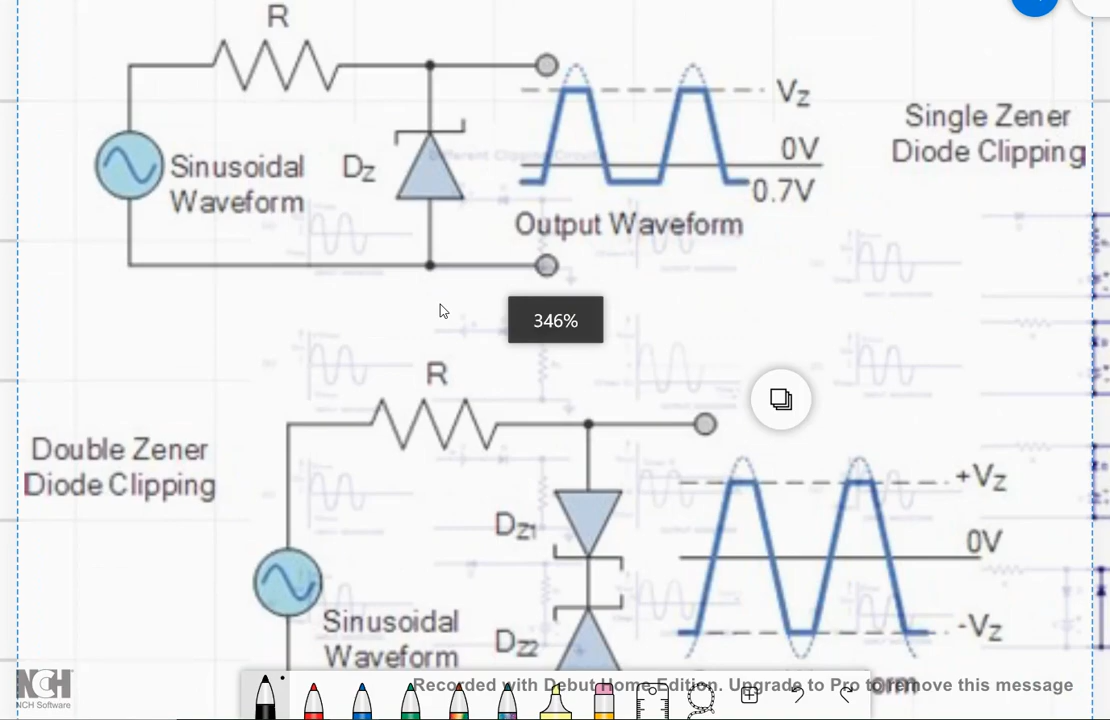 R
Sinusoidal
Waveform
DZ
VZ
0V
0.7V
Output Waveform
Single Zener
Diode Clipping
346%
Double Zener
Diode Clipping
R
DZ1
DZ2
Sinusoidal
Waveform
+VZ
0V
-VZ
NCH
NCH Software
Recorded with Debut Home Edition. Upgrade to Pro to remove this message